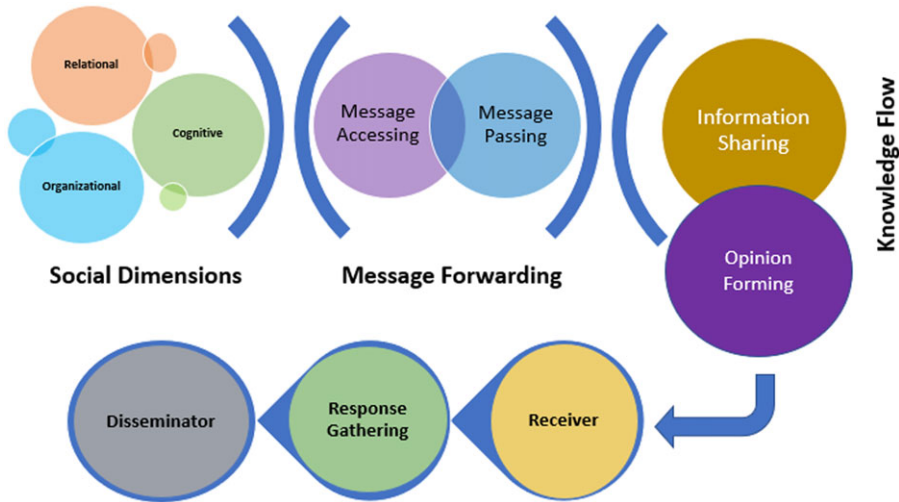 Relational
Cognitive
Organizational
Social Dimensions
Message
Accessing
Message
Passing
Message Forwarding
Information
Sharing
Opinion
Forming
Knowledge Flow
Disseminator
Response
Gathering
Receiver